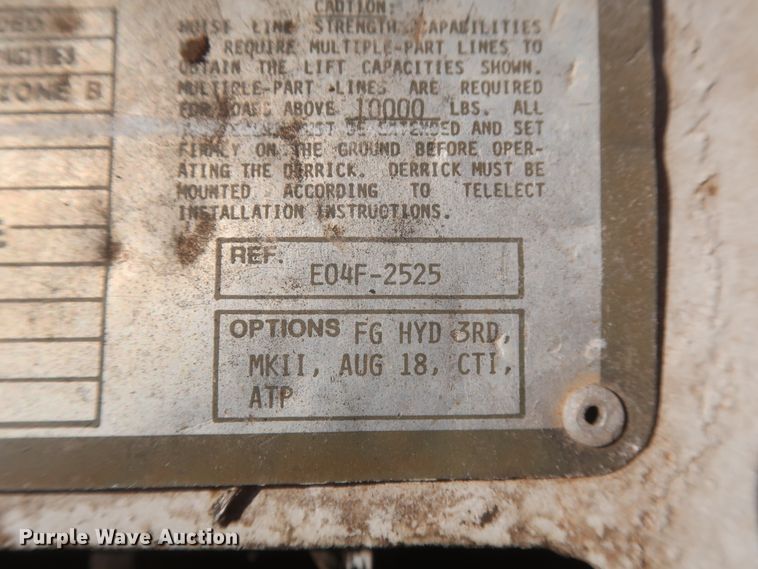 CAUTION:
HOIST LINE STRENGTH CAPABILITIES
REQUIRE MULTIPLE-PART LINES TO
OBTAIN THE LIFT CAPACITIES SHOWN.
MULTIPLE-PART LINES ARE REQUIRED
FOR LOADS ABOVE 10000 LBS. ALL
MUST BE EXTENDED AND SET
FIRMLY ON THE GROUND BEFORE OPER-
ATING THE DERRICK. DERRICK MUST BE
MOUNTED ACCORDING TO TELELECT
INSTALLATION INSTRUCTIONS.
ZONE B
REF.
E04F-2525
OPTIONS FG HYD 3RD,
MKII, AUG 18, CTI,
ATP
Purple Wave Auction